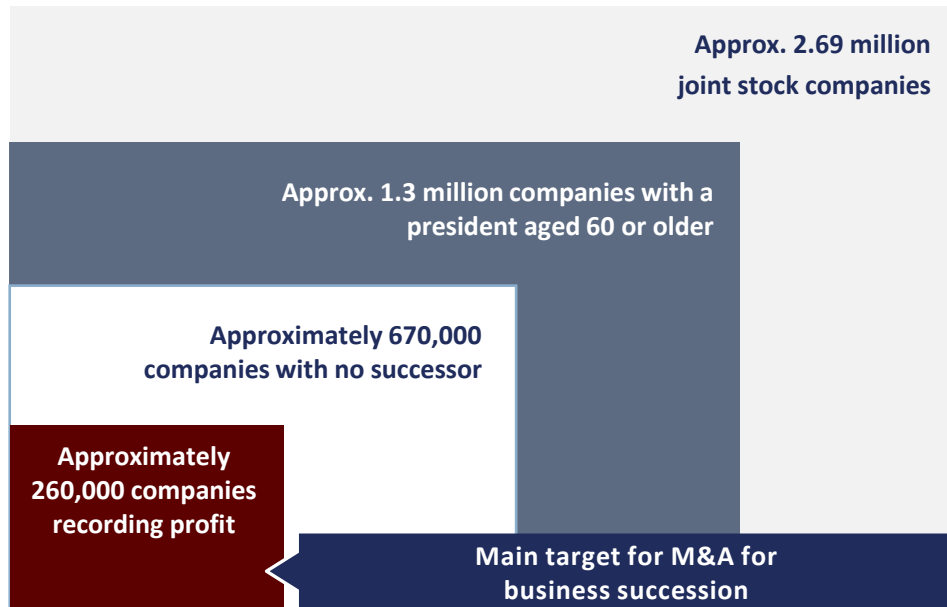 Approx. 2.69 million
joint stock companies
Approx. 1.3 million companies with a
president aged 60 or older
Approximately 670,000
companies with no successor
Approximately
260,000 companies
recording profit
Main target for M&A for
business succession